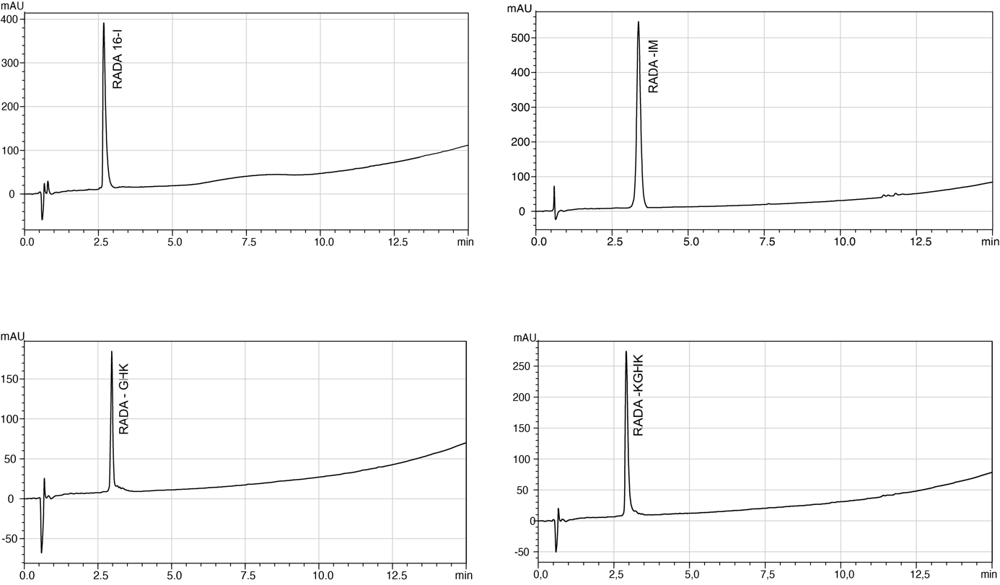 mAU
400
300
200
100
0
0.0 2.5 5.0 7.5 10.0 12.5 min
RADA 16-I
mAU
500
400
300
200
100
0
0.0 2.5 5.0 7.5 10.0 12.5 min
RADA -IM
mAU
150
100
50
0
-50
0.0 2.5 5.0 7.5 10.0 12.5 min
RADA - GHK
mAU
250
200
150
100
50
0
-50
0,0 2,5 5,0 7,5 10,0 12,5 min
RADA -KGHK